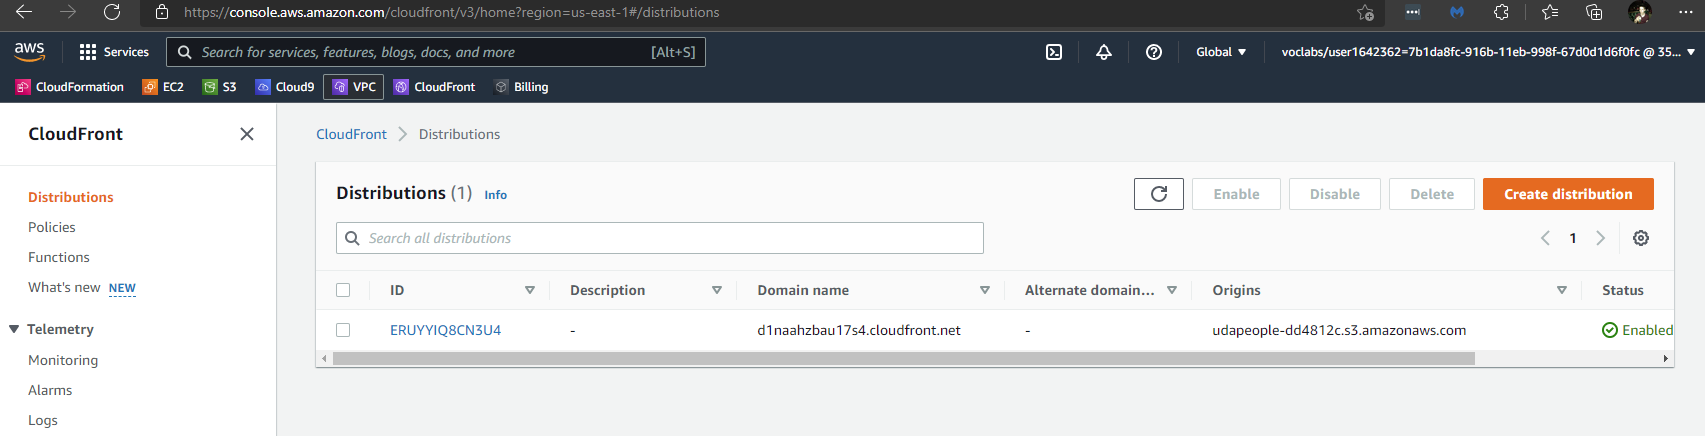 https://console.aws.amazon.com/cloudfront/v3/home?region=us-east-1#/distributions
aws Services Search for services, features, blogs, docs, and more [Alt+S] Global voclabs/user1642362=7b1da8fc-916b-11eb-998f-67d0d1d6f0fc @ 35...
CloudFormation EC2 S3 Cloud9 VPC CloudFront Billing
CloudFront
Distributions
Policies
Functions
What's new NEW
Telemetry
Monitoring
Alarms
Logs
CloudFront Distributions
Distributions (1) Info Enable Disable Delete Create distribution
Search all distributions 1
ID Description Domain name Alternate domain... Origins Status
ERUYYIQ8CN3U4 - d1naahzbau17s4.cloudfront.net - udapeople-dd4812c.s3.amazonaws.com Enabled